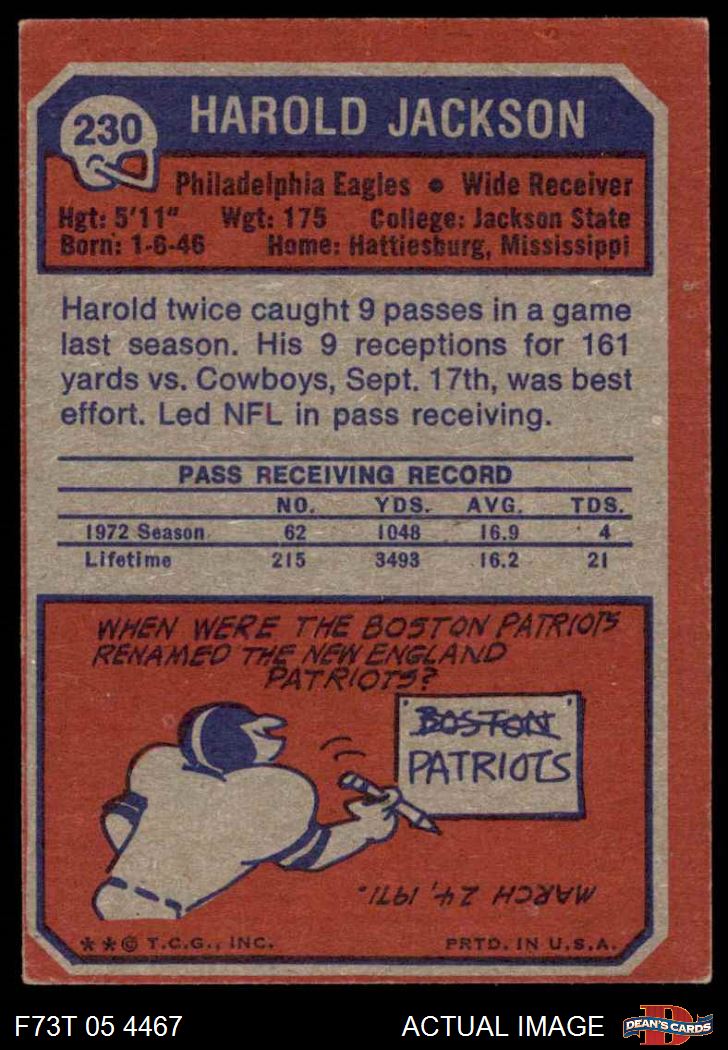 230
HAROLD JACKSON
Philadelphia Eagles • Wide Receiver
Hgt: 5'11" Wgt: 175 College: Jackson State
Born: 1-6-46 Home: Hattiesburg, Mississippi
Harold twice caught 9 passes in a game
last season. His 9 receptions for 161
yards vs. Cowboys, Sept. 17th, was best
effort. Led NFL in pass receiving.
PASS RECEIVING RECORD
NO. YDS. AVG. TDS.
1972 Season 62 1048 16.9 4
Lifetime 215 3493 16.2 21
WHEN WERE THE BOSTON PATRIOTS
RENAMED THE NEW ENGLAND
PATRIOTS?
BOSTON
PATRIOTS
MARCH 24, 1971.
**© T.C.G., INC. PRTD. IN U.S.A.
F73T 05 4467 ACTUAL IMAGE
D
DEAN'S CARDS